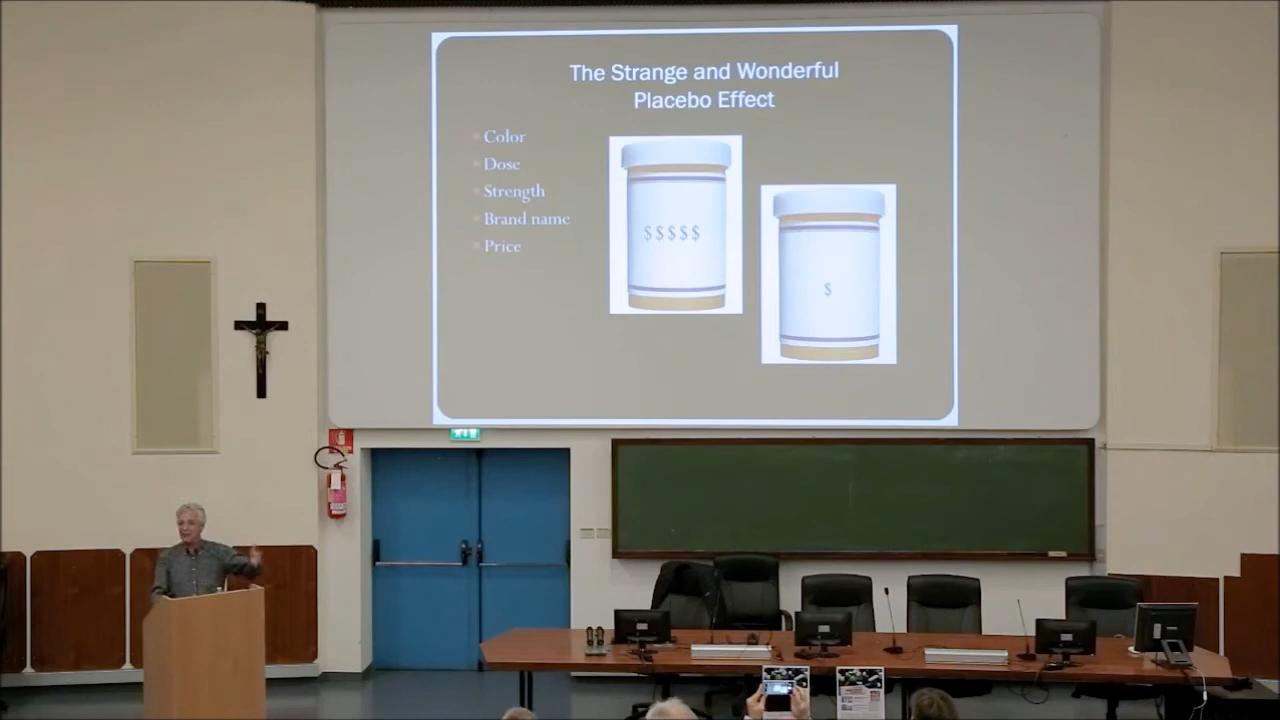 The Strange and Wonderful
Placebo Effect
Color
Dose
Strength
Brand name
Price
$$$$$
$